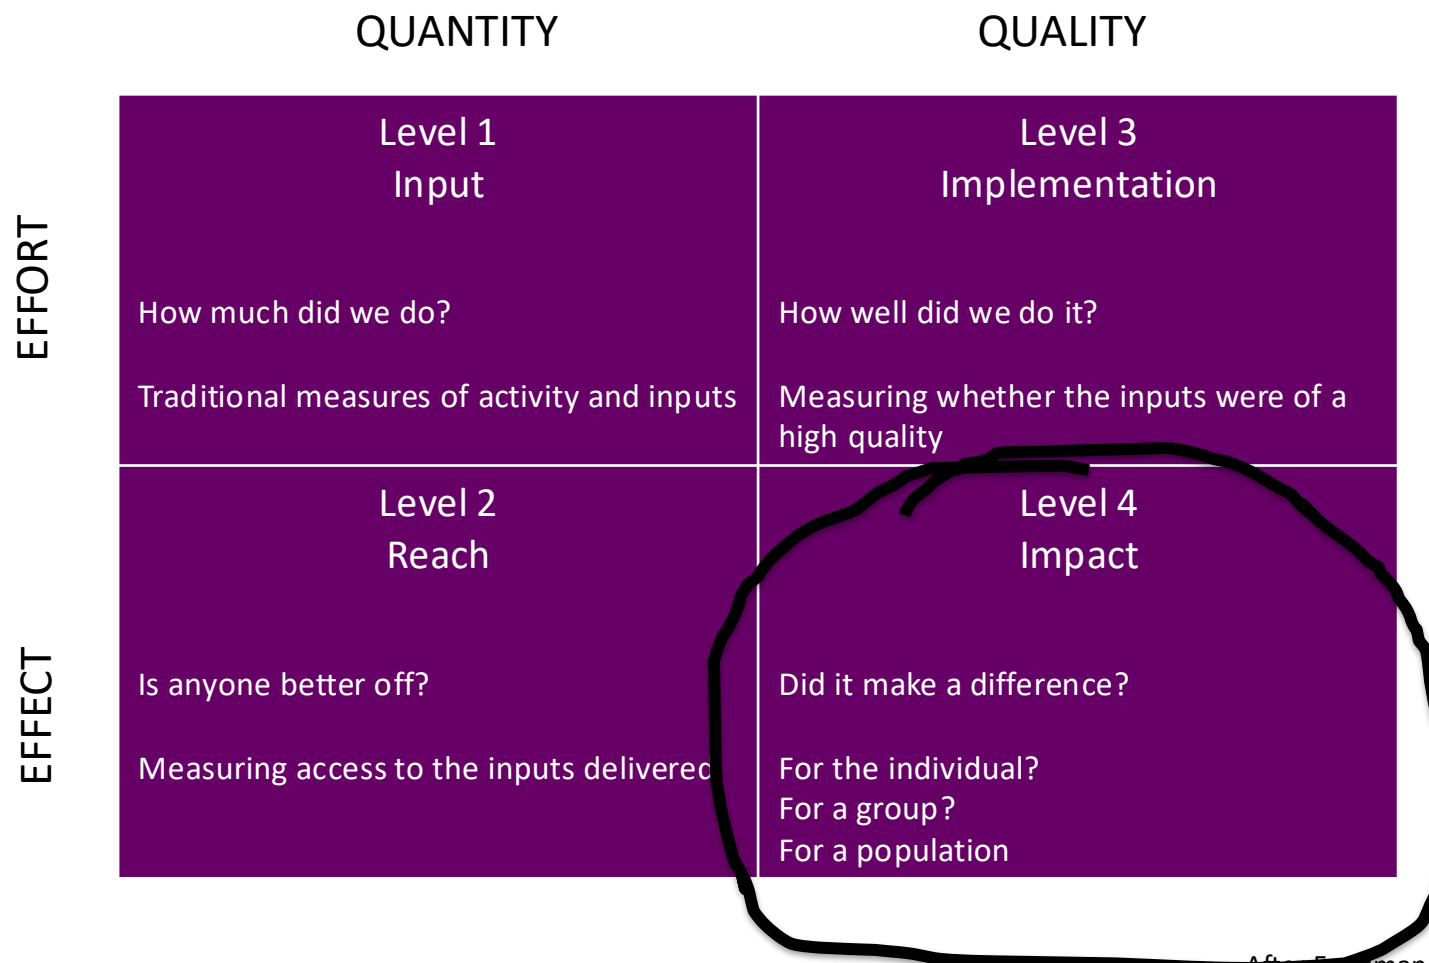 QUANTITY
QUALITY
EFFORT
Level 1
Input
How much did we do?
Traditional measures of activity and inputs
Level 3
Implementation
How well did we do it?
Measuring whether the inputs were of a
high quality
EFFECT
Level 2
Reach
Is anyone better off?
Measuring access to the inputs delivered
Level 4
Impact
Did it make a difference?
For the individual?
For a group?
For a population
After